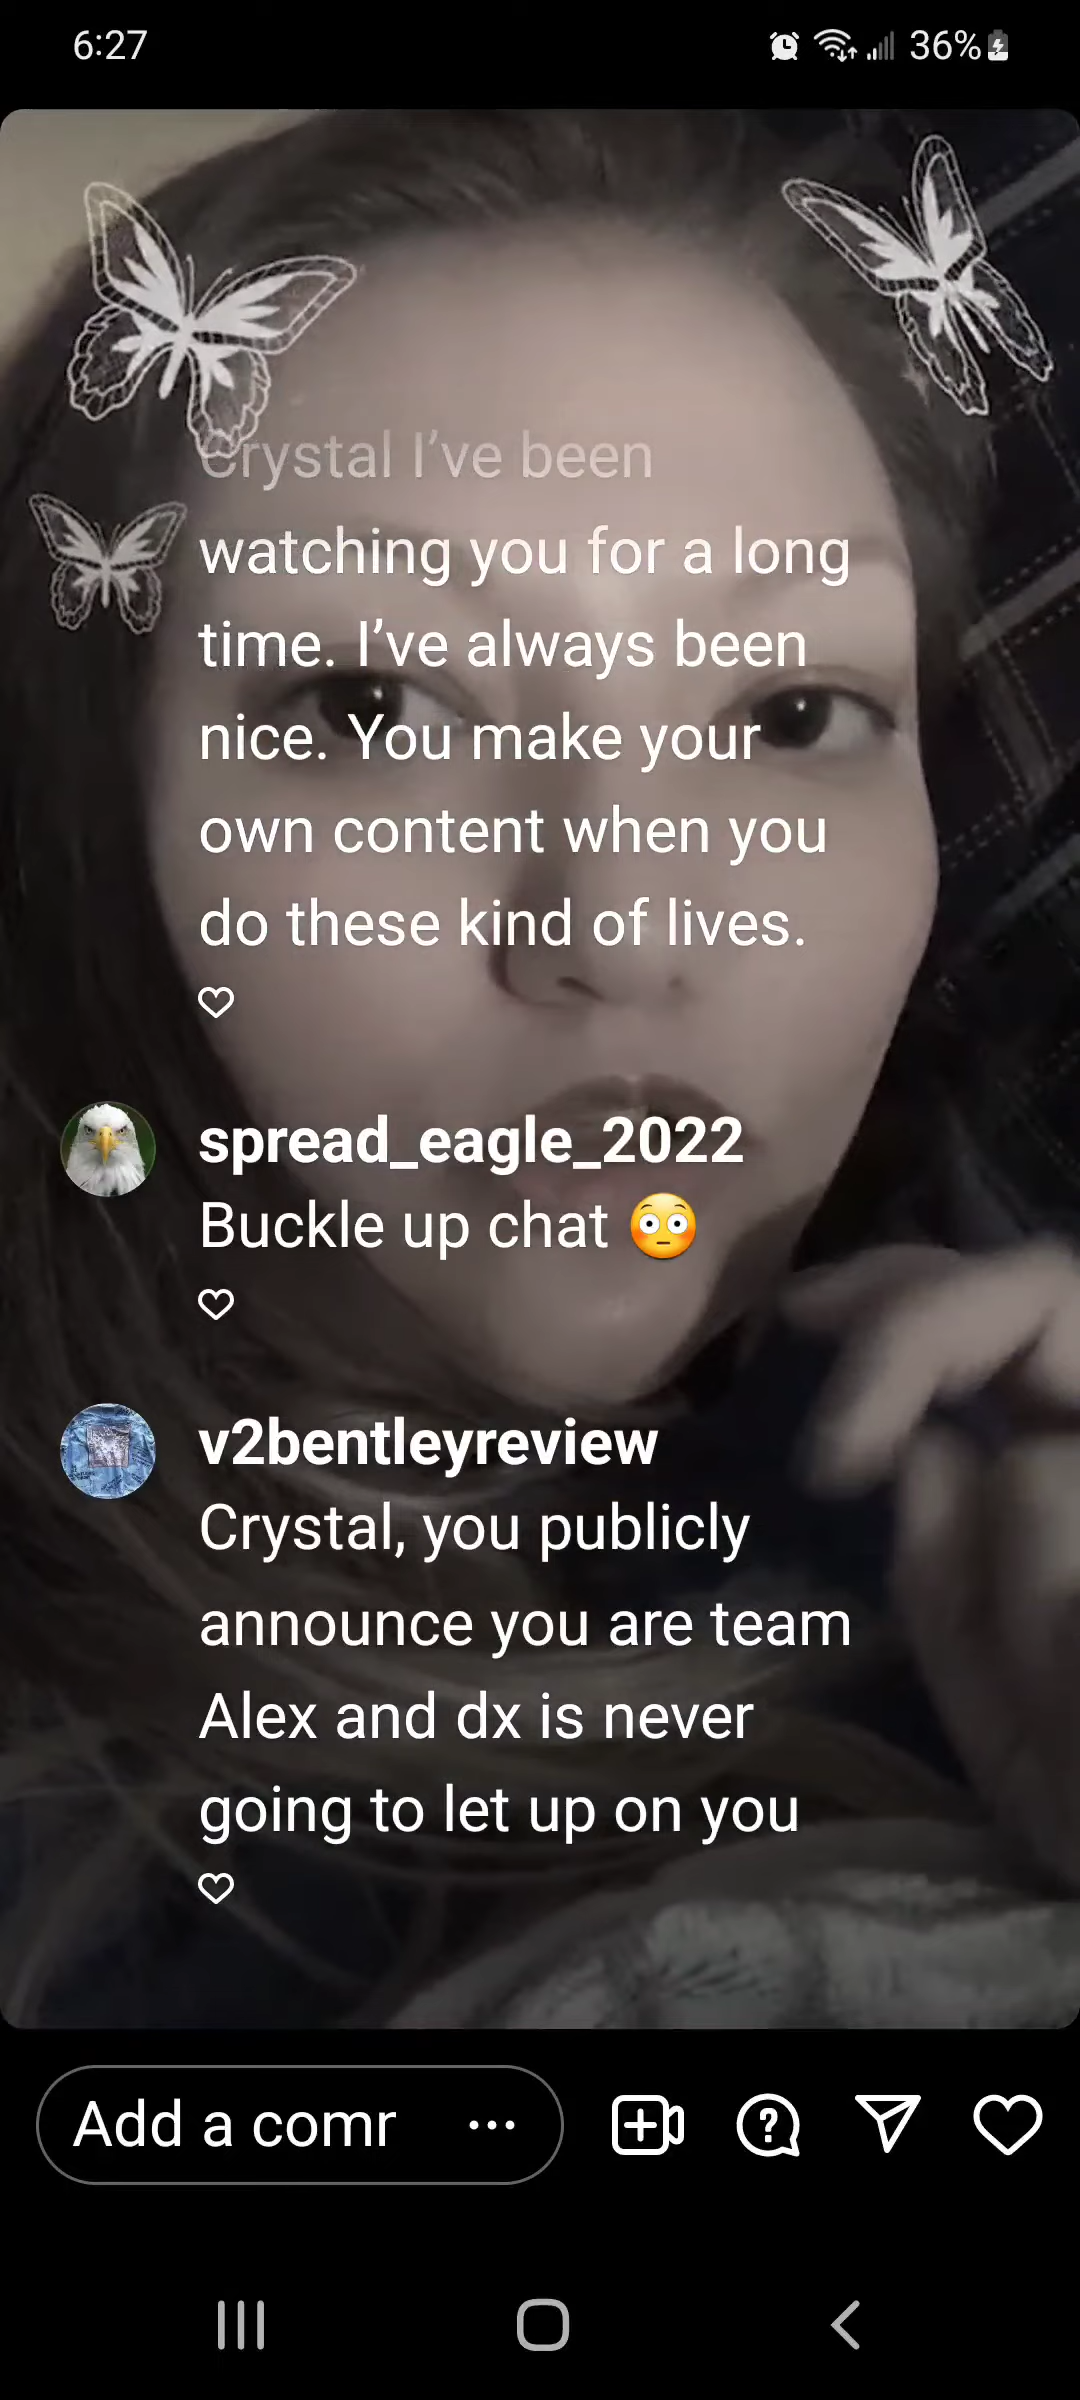 6:27
36%
Crystal I’ve been
watching you for a long
time. I’ve always been
nice. You make your
own content when you
do these kind of lives.
spread_eagle_2022
Buckle up chat 😳
v2bentleyreview
Crystal, you publicly
announce you are team
Alex and dx is never
going to let up on you
Add a comr